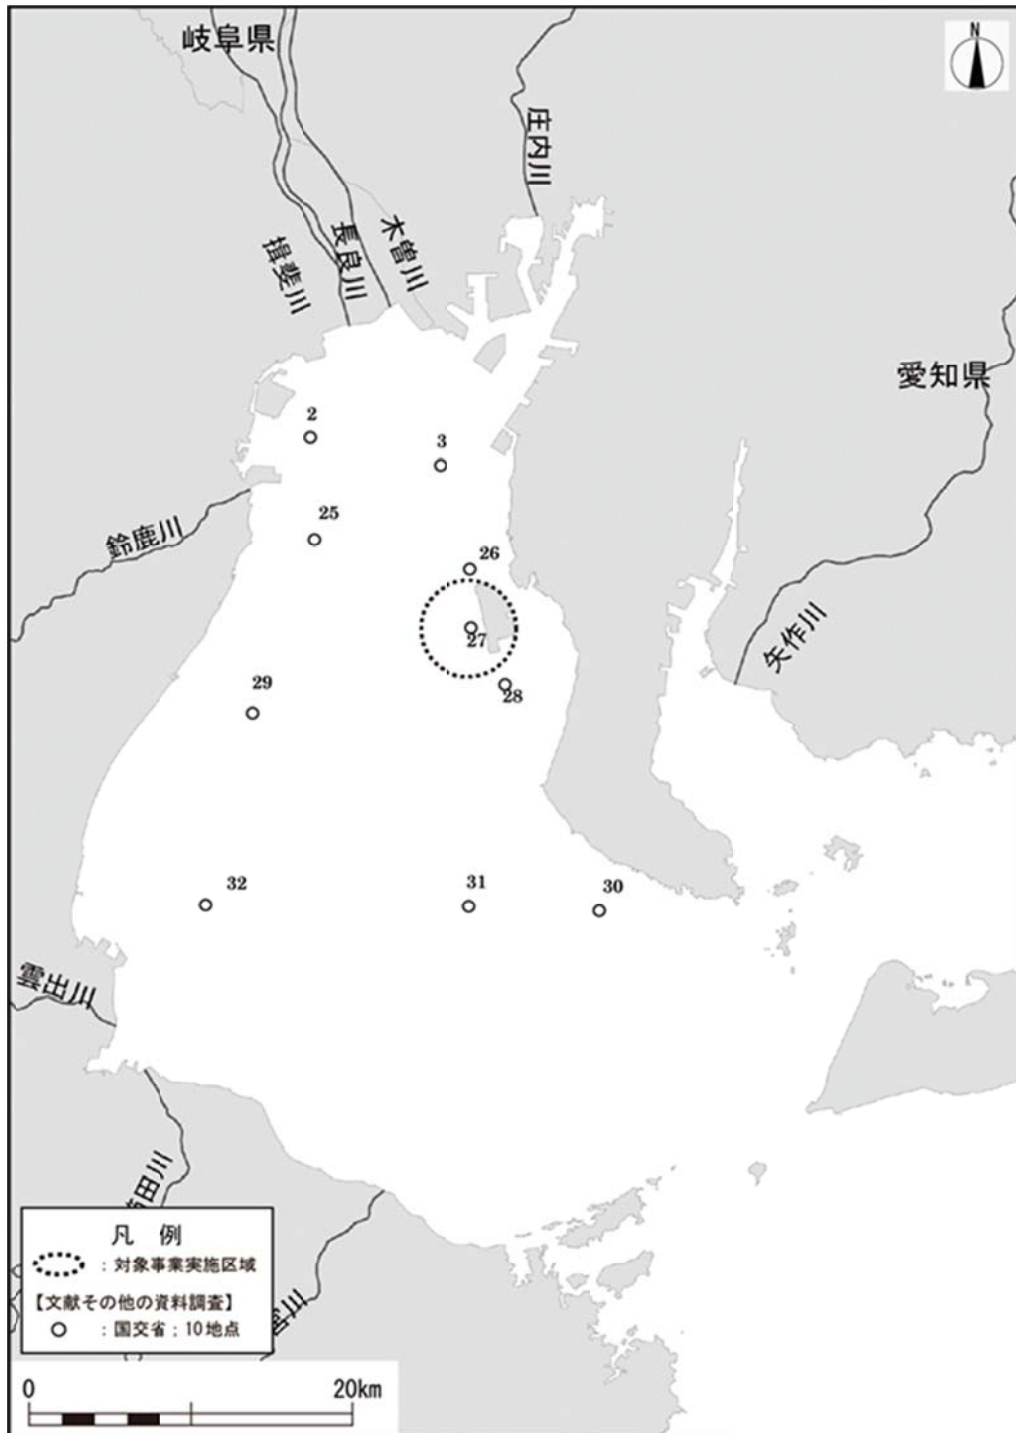 岐阜県
N
庄内川
木曽川
長良川
揖斐川
愛知県
2
3
25
鈴鹿川
26
27
矢作川
28
29
32
31
30
雲出川
田川
川
凡 例
:対象事業実施区域
【文献その他の資料調査】
:国交省;10地点
0
20km